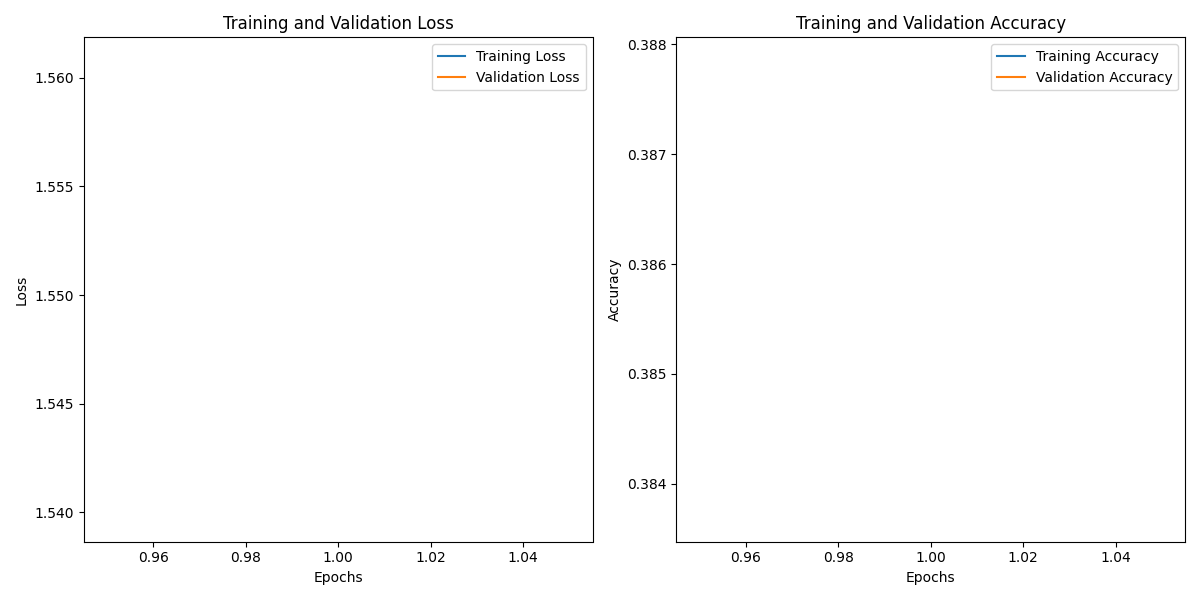 Training and Validation Loss
Training Loss
Validation Loss
1.560
1.555
1.550
1.545
1.540
Loss
0.96 0.98 1.00 1.02 1.04
Epochs
Training and Validation Accuracy
Training Accuracy
Validation Accuracy
0.388
0.387
0.386
0.385
0.384
Accuracy
0.96 0.98 1.00 1.02 1.04
Epochs